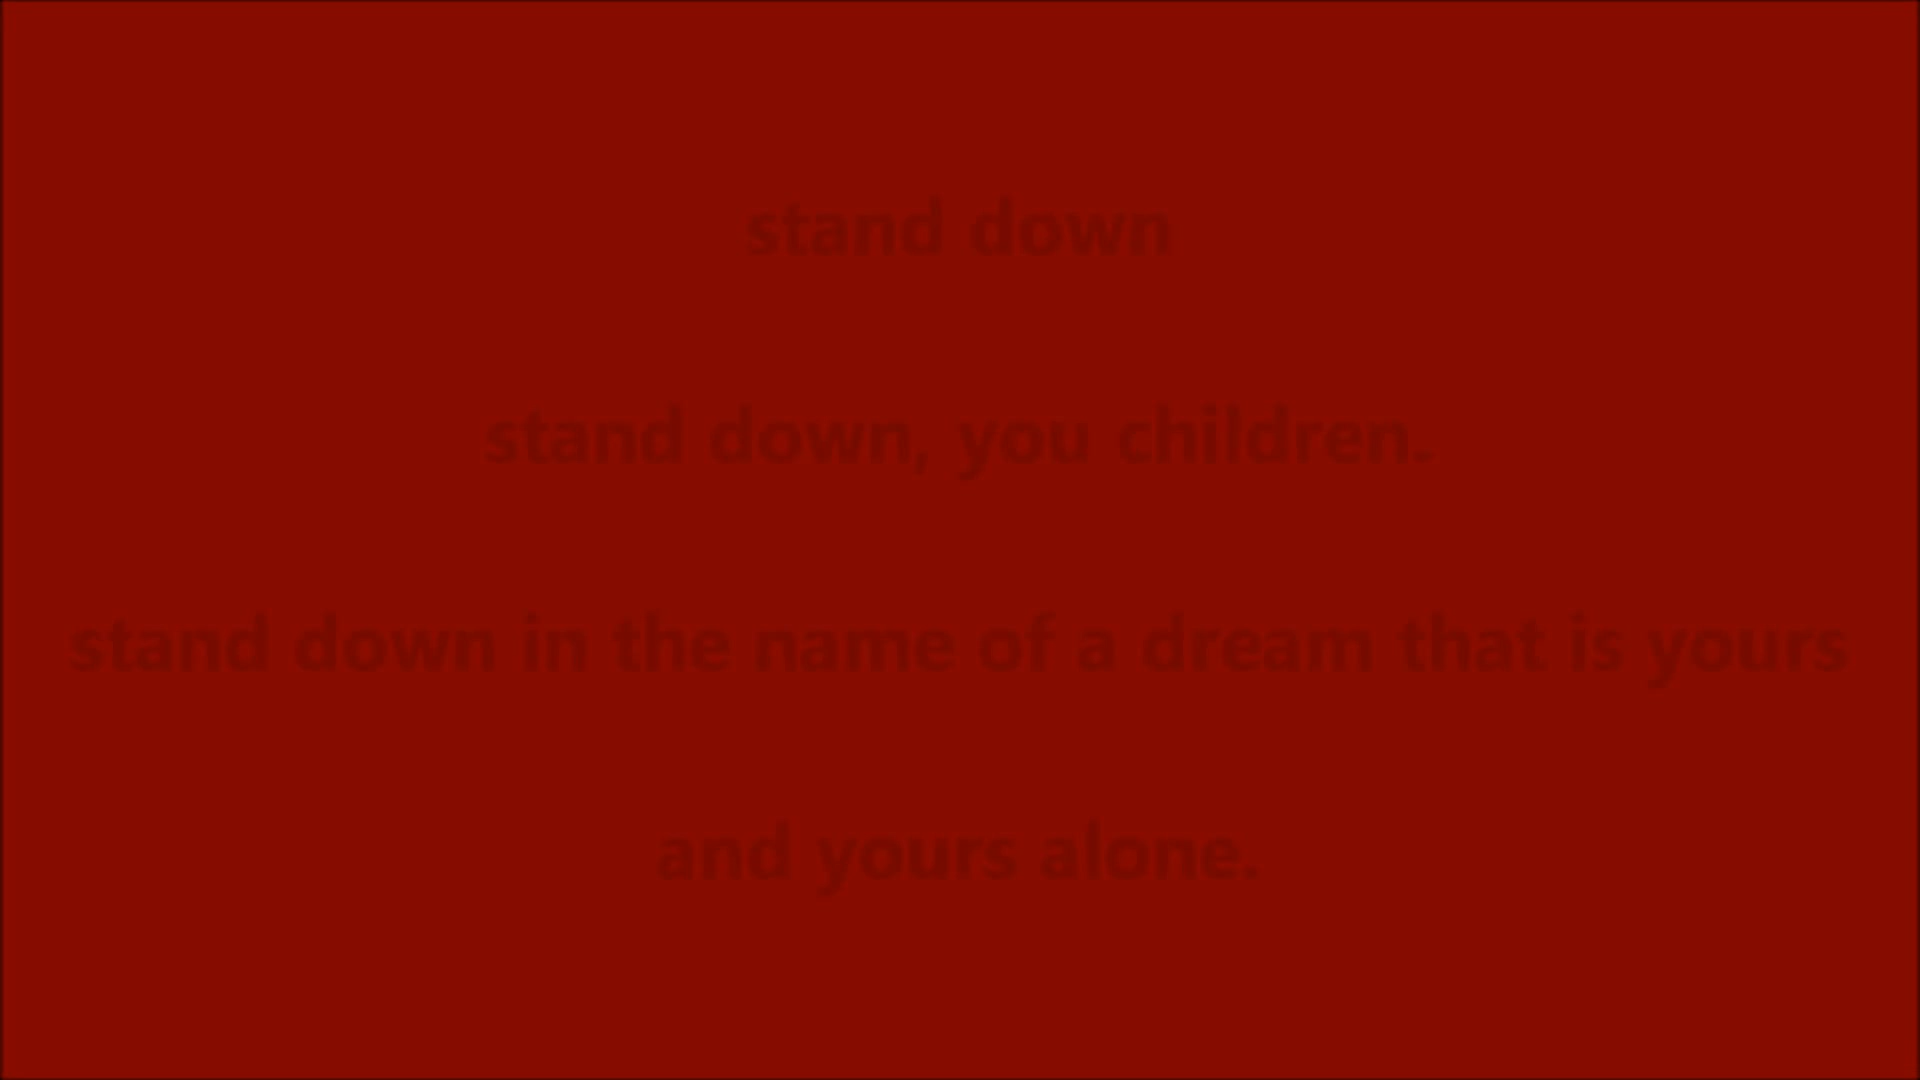 stand down
stand down, you children.
stand down in the name of a dream that is yours
and yours alone.